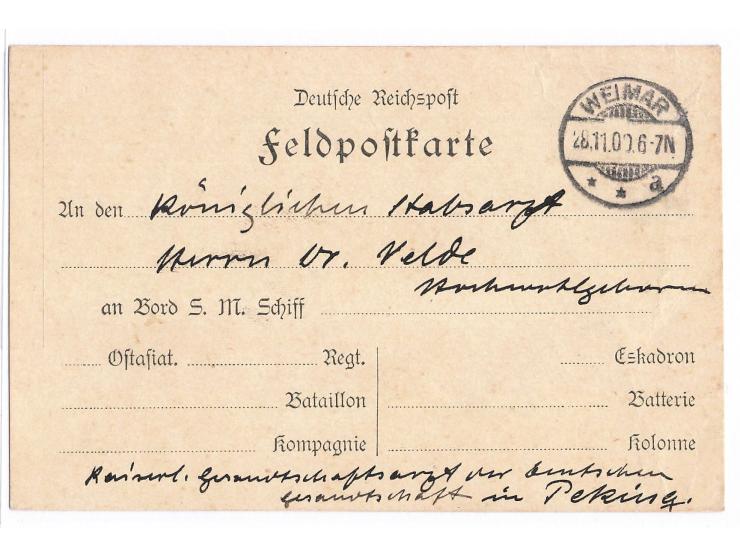 Deutsche Reichspost
Feldpostkarte
WEIMAR
28.11.00.6-7N
* * a
An den Königlichen Stabsarzt
Herrn Dr. Velde
Hochwohlgeboren
an Bord S. M. Schiff
Ostasiat. Regt.
Eskadron
Bataillon
Batterie
Kompagnie
Kolonne
Kaiserl. Gesandtschaftsarzt der Deutschen
Gesandtschaft in Peking.